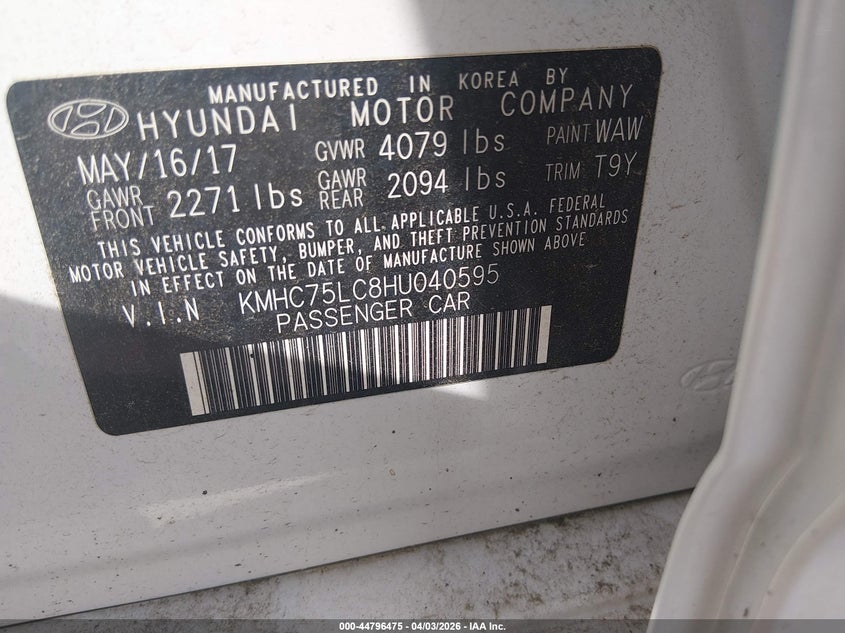 MANUFACTURED IN KOREA BY
HYUNDAI MOTOR COMPANY
MAY/16/17 GVWR 4079 lbs PAINT WAW
GAWR FRONT 2271 lbs GAWR REAR 2094 lbs TRIM T9Y
THIS VEHICLE CONFORMS TO ALL APPLICABLE U.S.A. FEDERAL
MOTOR VEHICLE SAFETY, BUMPER, AND THEFT PREVENTION STANDARDS
IN EFFECT ON THE DATE OF MANUFACTURE SHOWN ABOVE
V.I.N KMHC75LC8HU040595
PASSENGER CAR
000-44796475 - 04/03/2026 - IAA Inc.